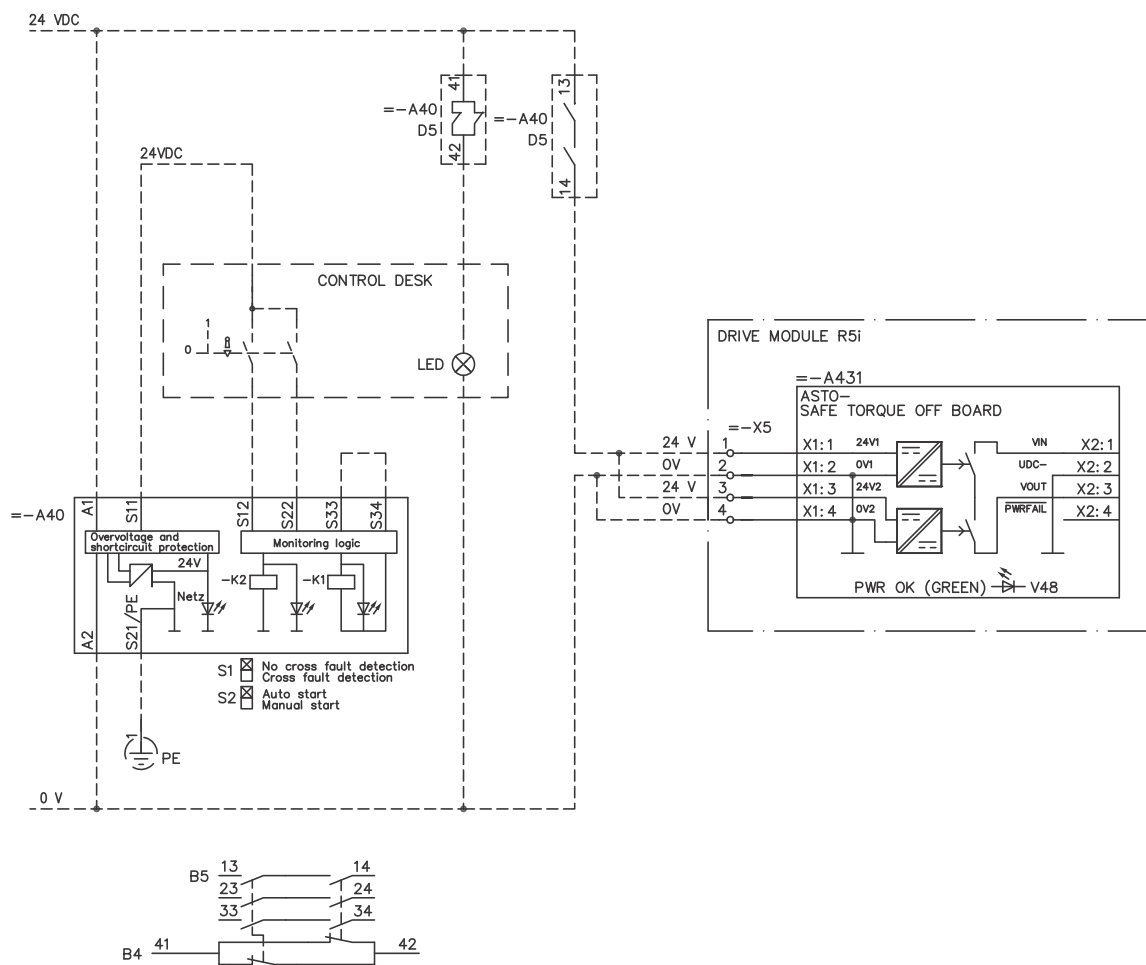 24 VDC
41
=-A40
D5
42
13
=-A40
D5
14
24VDC
CONTROL DESK
1
0
LED
DRIVE MODULE R5i
=-A431
ASTO-
SAFE TORQUE OFF BOARD
=-X5
24 V 1 X1:1 24V1 VIN X2:1
0V 2 X1:2 0V1 UDC- X2:2
24 V 3 X1:3 24V2 VOUT X2:3
0V 4 X1:4 0V2 PWRFAIL X2:4
PWR OK (GREEN) V48
=-A40
A1 S11 S12 S22 S33 S34
Overvoltage and
shortcircuit protection
Monitoring logic
24V
-K2 -K1
Netz
A2 S21/PE
S1 No cross fault detection
Cross fault detection
S2 Auto start
Manual start
1
PE
0 V
B5 13 14
23 24
33 34
B4 41 42